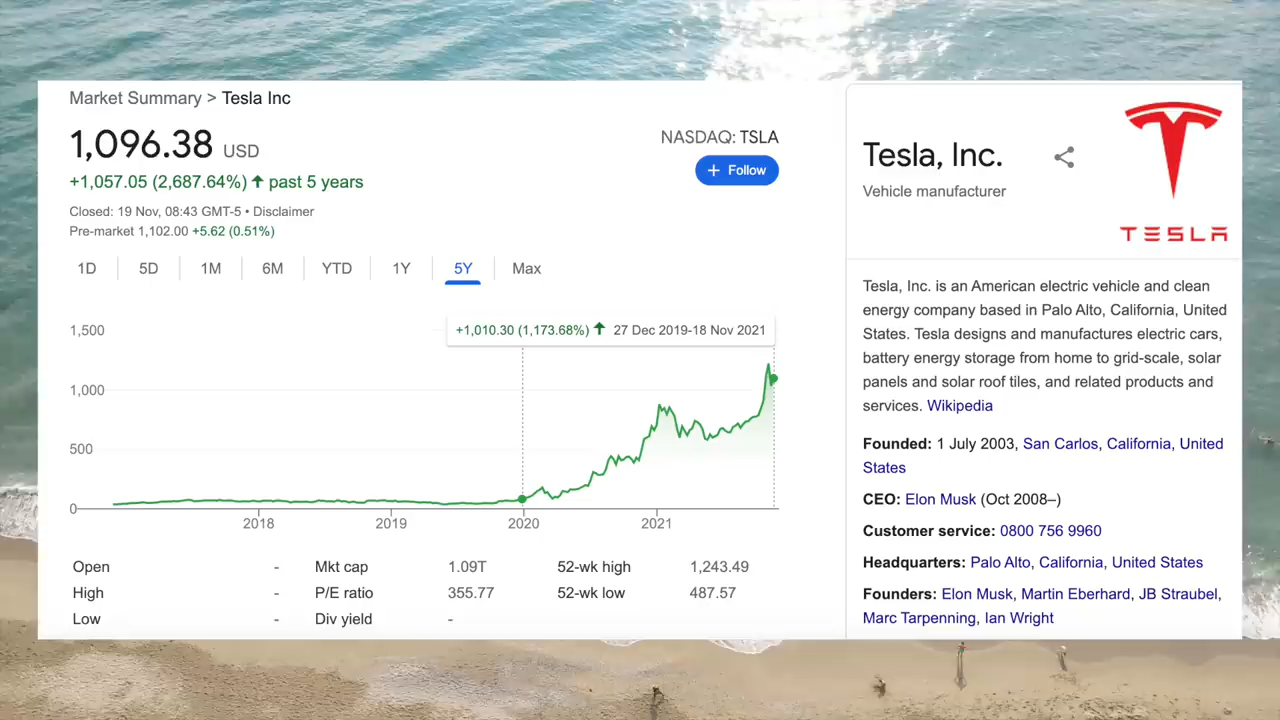 Market Summary > Tesla Inc
1,096.38 USD
+1,057.05 (2,687.64%) ↑ past 5 years
Closed: 19 Nov, 08:43 GMT-5 • Disclaimer
Pre-market 1,102.00 +5.62 (0.51%)
NASDAQ: TSLA
+ Follow
1D 5D 1M 6M YTD 1Y 5Y Max
+1,010.30 (1,173.68%) ↑ 27 Dec 2019-18 Nov 2021
1,500
1,000
500
0
2018 2019 2020 2021
Open - Mkt cap 1.09T 52-wk high 1,243.49
High - P/E ratio 355.77 52-wk low 487.57
Low - Div yield -
Tesla, Inc.
Vehicle manufacturer
TESLA
Tesla, Inc. is an American electric vehicle and clean
energy company based in Palo Alto, California, United
States. Tesla designs and manufactures electric cars,
battery energy storage from home to grid-scale, solar
panels and solar roof tiles, and related products and
services. Wikipedia
Founded: 1 July 2003, San Carlos, California, United
States
CEO: Elon Musk (Oct 2008–)
Customer service: 0800 756 9960
Headquarters: Palo Alto, California, United States
Founders: Elon Musk, Martin Eberhard, JB Straubel,
Marc Tarpenning, Ian Wright